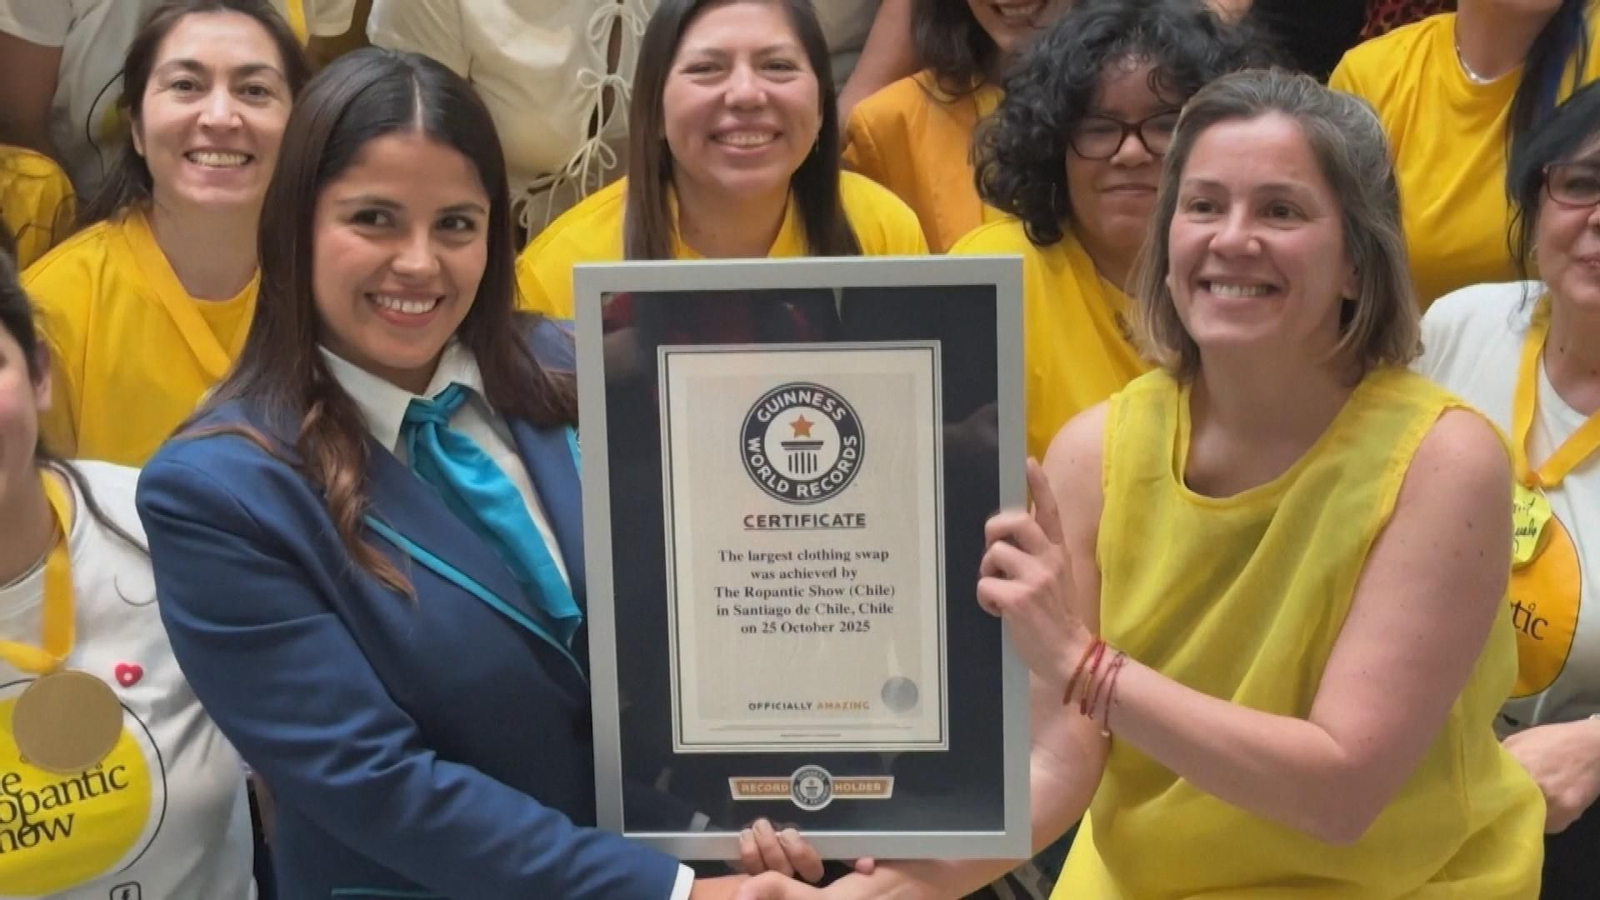 GUINNESS
WORLD RECORDS
CERTIFICATE
The largest clothing swap
was achieved by
The Ropantic Show (Chile)
in Santiago de Chile, Chile
on 25 October 2025
OFFICIALLY AMAZING
RECORD HOLDER
opantic
how
tic